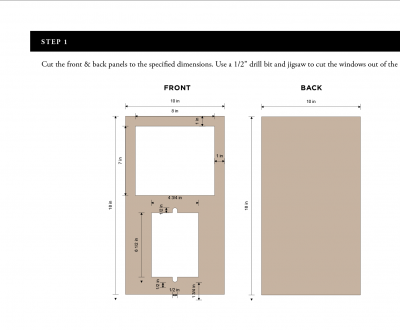 STEP 1
Cut the front & back panels to the specified dimensions. Use a 1/2" drill bit and jigsaw to cut the windows out of the
FRONT
BACK
10 in
8 in
1 in
1 in
7 in
18 in
4 3/4 in
1/2 in
6 1/2 in
1/2 in
1/2 in
1 3/4 in
10 in
18 in